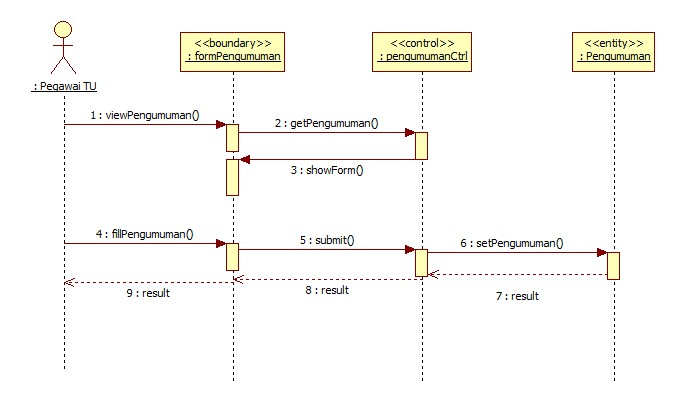 <<boundary>>
: formPengumuman
<<control>>
: pengumumanCtrl
<<entity>>
: Pengumuman
: Pegawai TU
1 : viewPengumuman()
2 : getPengumuman()
3 : showForm()
4 : fillPengumuman()
5 : submit()
6 : setPengumuman()
7 : result
8 : result
9 : result